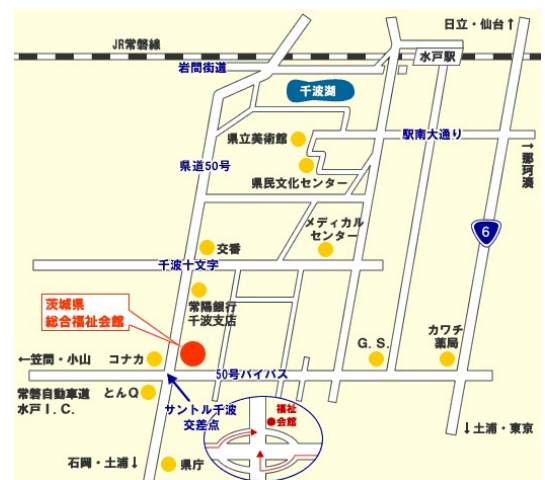 日立・仙台↑
JR常磐線
水戸駅
岩間街道
千波湖
県立美術館
駅南大通り
→那珂湊
県道50号
県民文化センター
メディカル
センター
6
交番
千波十文字
茨城県
総合福祉会館
常陽銀行
千波支店
カワチ
薬局
G.S.
←笠間・小山
コナカ
50号バイパス
常磐自動車道
水戸I.C.
とんQ
サントル千波
交差点
福祉
会館
↓土浦・東京
石岡・土浦↓
県庁